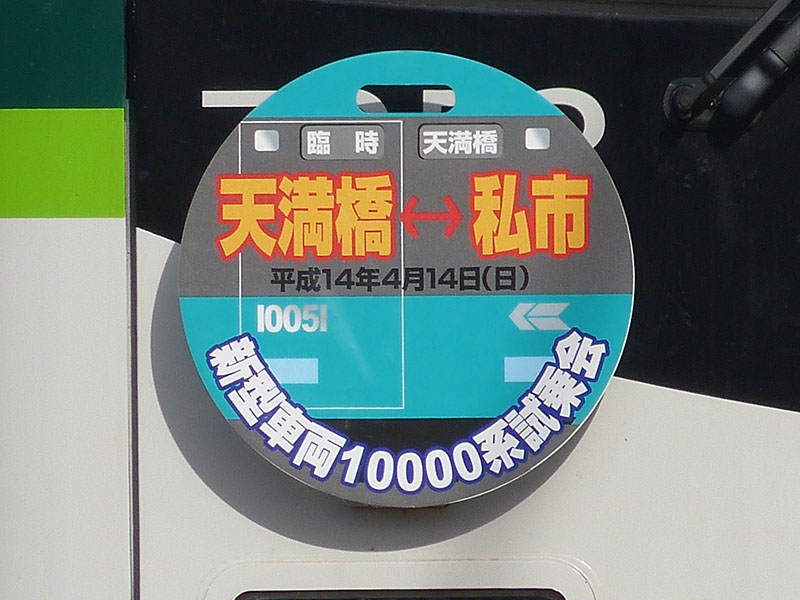 臨時 天満橋
天満橋↔私市
平成14年4月14日(日)
10051
新型車両10000系試乗会